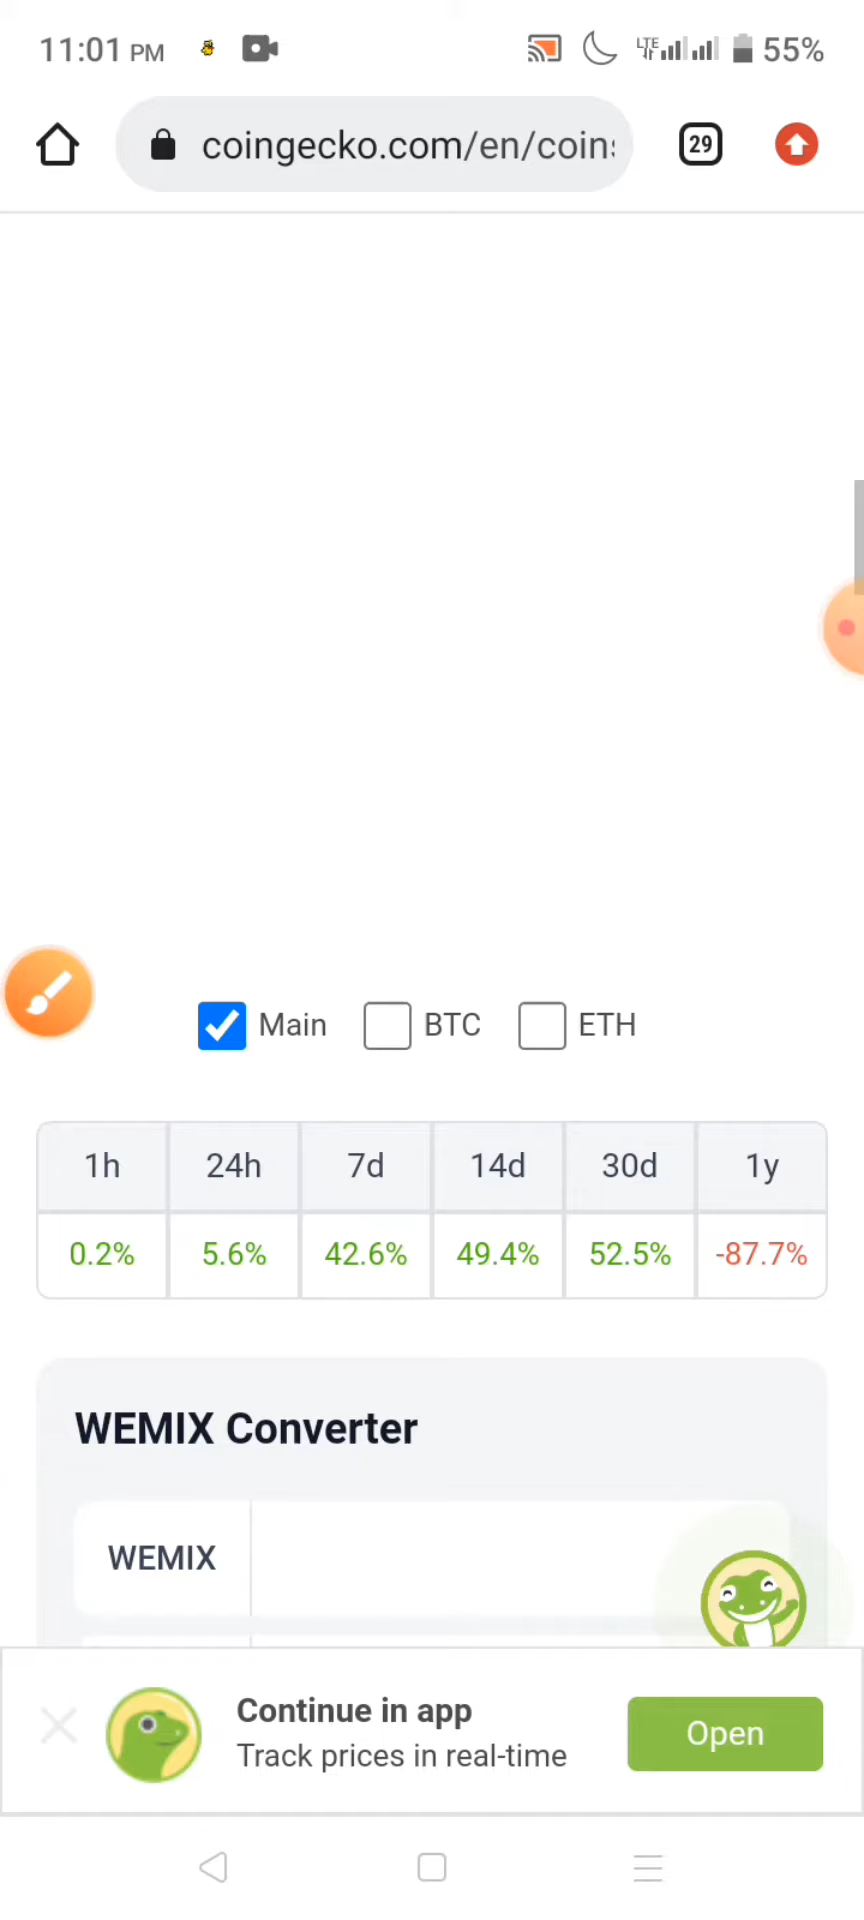 11:01 PM LTE 55%
coingecko.com/en/coin
29
Main BTC ETH
1h 24h 7d 14d 30d 1y
0.2% 5.6% 42.6% 49.4% 52.5% -87.7%
WEMIX Converter
WEMIX
Continue in app
Track prices in real-time
Open